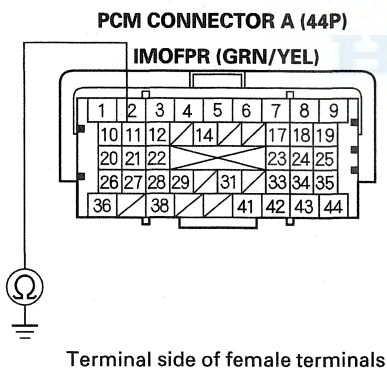 PCM CONNECTOR A (44P)
IMOFPR (GRN/YEL)
1 2 3 4 5 6 7 8 9
10 11 12 14 17 18 19
20 21 22 23 24 25
26 27 28 29 31 33 34 35
36 38 41 42 43 44
Ω
Terminal side of female terminals